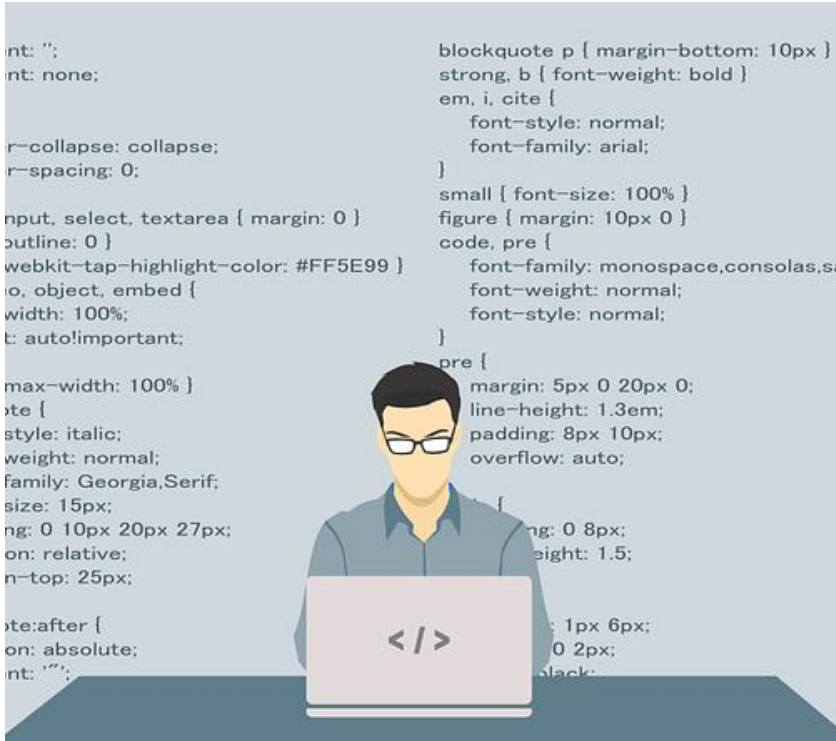 nt: '';
nt: none;
r-collapse: collapse;
r-spacing: 0;
nput, select, textarea { margin: 0 }
outline: 0 }
webkit-tap-highlight-color: #FF5E99 }
o, object, embed {
width: 100%;
t: auto!important;
max-width: 100% }
ote {
style: italic;
weight: normal;
family: Georgia,Serif;
size: 15px;
ng: 0 10px 20px 27px;
on: relative;
n-top: 25px;
ote:after {
on: absolute;
nt: '"';
blockquote p { margin-bottom: 10px }
strong, b { font-weight: bold }
em, i, cite {
font-style: normal;
font-family: arial;
}
small { font-size: 100% }
figure { margin: 10px 0 }
code, pre {
font-family: monospace,consolas,sa
font-weight: normal;
font-style: normal;
}
pre {
margin: 5px 0 20px 0;
line-height: 1.3em;
padding: 8px 10px;
overflow: auto;
{
ng: 0 8px;
eight: 1.5;
: 1px 6px;
0 2px;
black;
</>